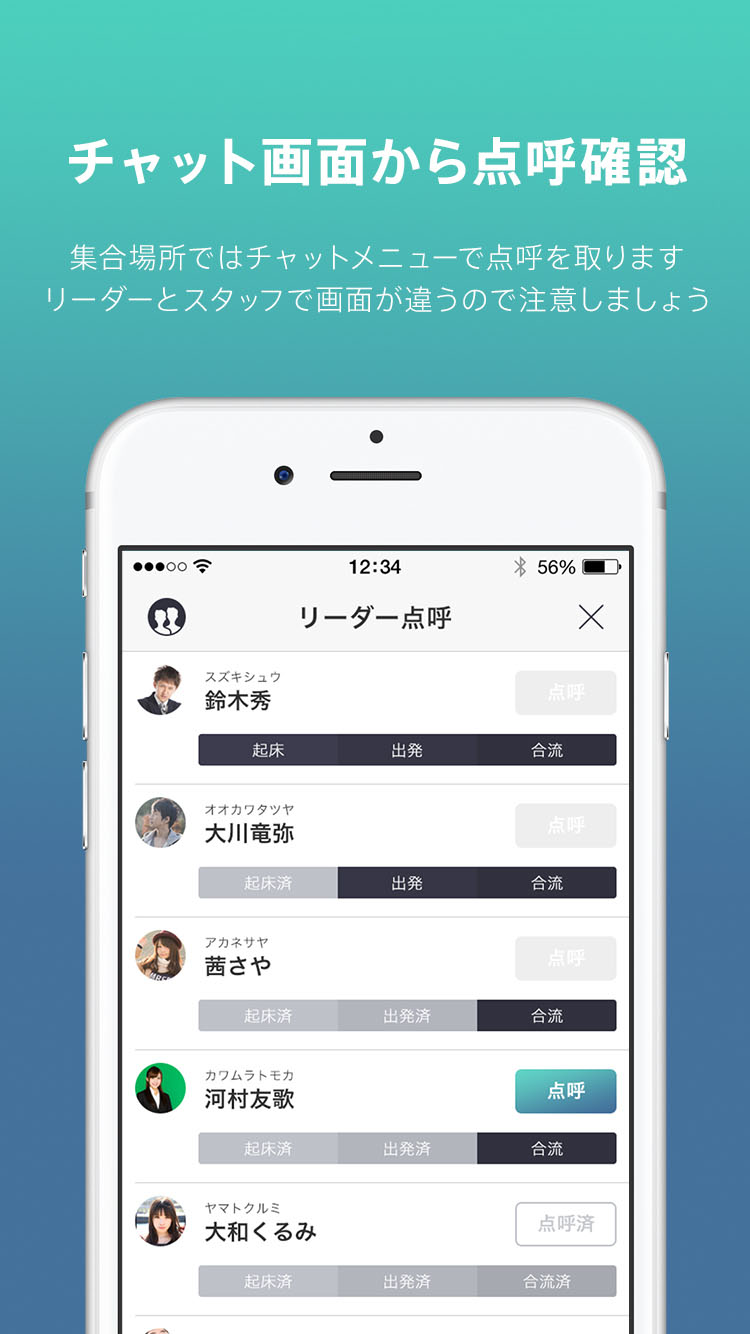 チャット画面から点呼確認
集合場所ではチャットメニューで点呼を取ります
リーダーとスタッフで画面が違うので注意しましょう
12:34
56%
リーダー点呼
スズキシュウ
鈴木秀
点呼
起床 出発 合流
オオカワタツヤ
大川竜弥
点呼
起床済 出発 合流
アカネサヤ
茜さや
点呼
起床済 出発済 合流
カワムラトモカ
河村友歌
点呼
起床済 出発済 合流
ヤマトクルミ
大和くるみ
点呼済
起床済 出発済 合流済